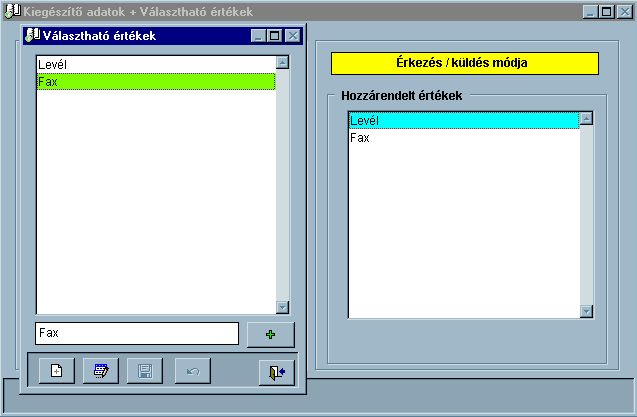 Kiegészítő adatok + Választható értékek
Választható értékek
Levél
Fax
Fax
Érkezés / küldés módja
Hozzárendelt értékek
Levél
Fax